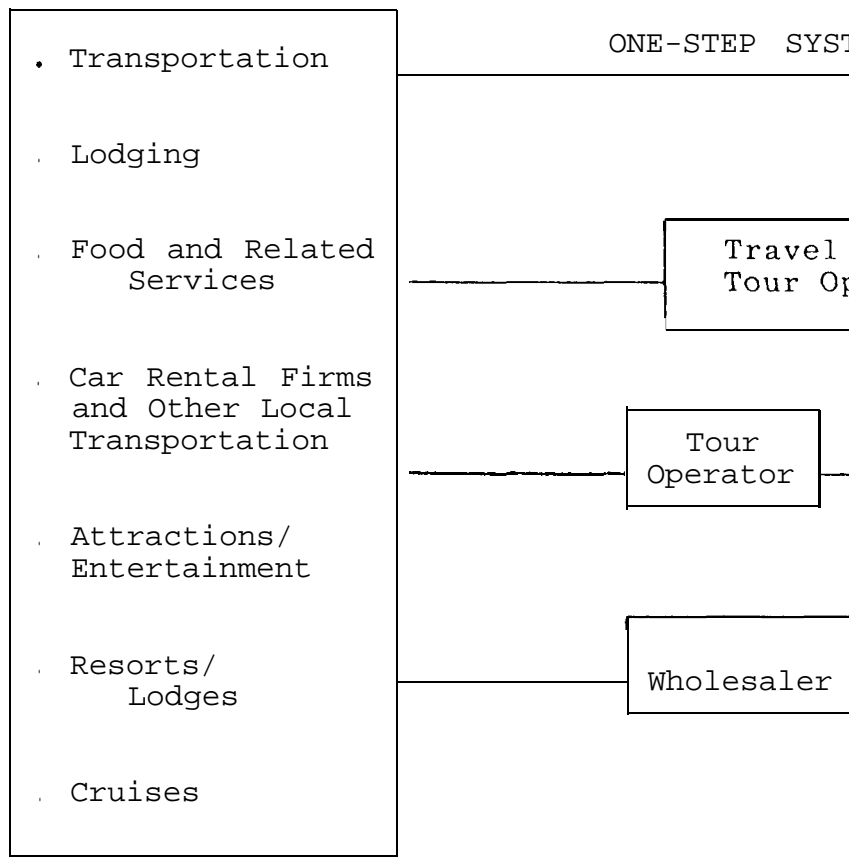 . Transportation
. Lodging
. Food and Related
Services
. Car Rental Firms
and Other Local
Transportation
. Attractions/
Entertainment
. Resorts/
Lodges
. Cruises
ONE-STEP SYST
Travel
Tour Op
Tour
Operator
Wholesaler